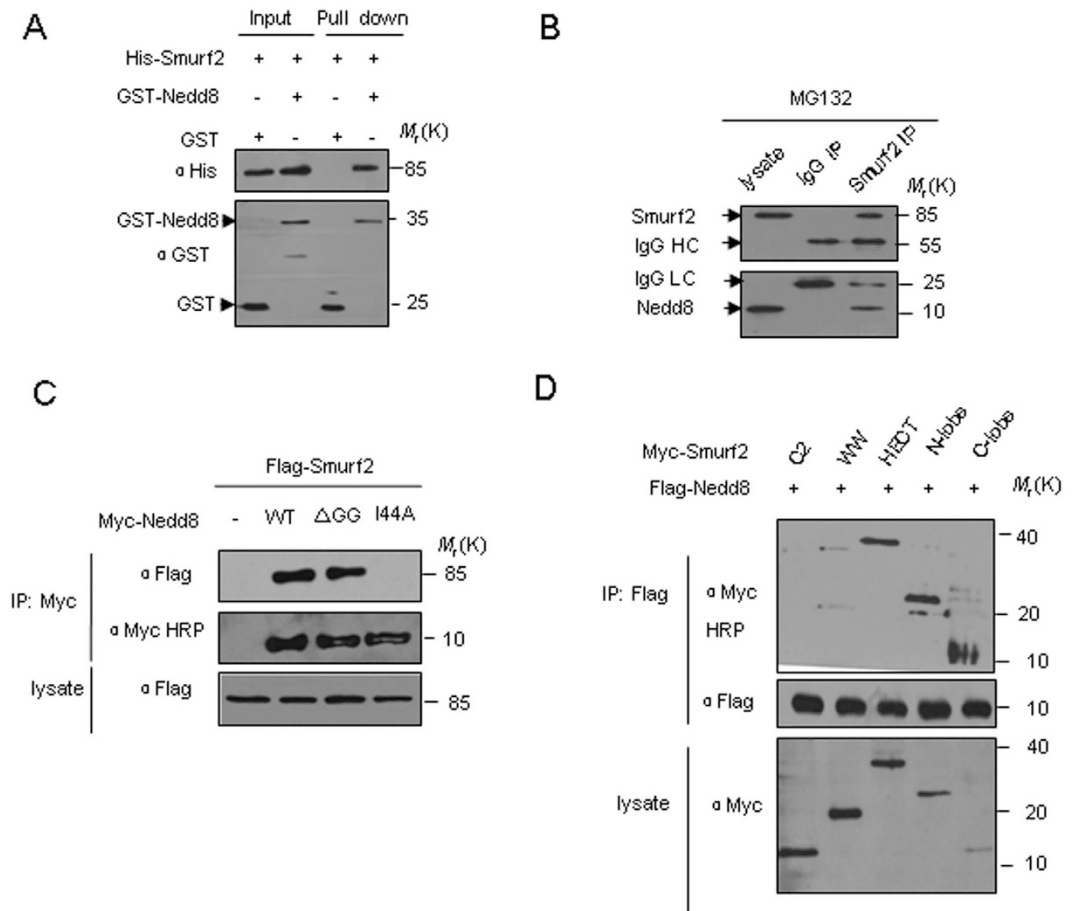 A
Input Pull down
His-Smurf2 + + + +
GST-Nedd8 - + - +
GST + - + - Mr(K)
α His 85
GST-Nedd8 35
α GST
GST 25
B
MG132
lysate IgG IP Smurf2 IP Mr(K)
Smurf2 85
IgG HC 55
IgG LC 25
Nedd8 10
C
Flag-Smurf2
Myc-Nedd8 - WT △GG I44A
Mr(K)
IP: Myc α Flag 85
α Myc HRP 10
lysate α Flag 85
D
Myc-Smurf2 C2 WW HECT N-lobe C-lobe
Flag-Nedd8 + + + + + Mr(K)
40
IP: Flag α Myc
HRP 20
10
α Flag 10
40
lysate α Myc 20
10